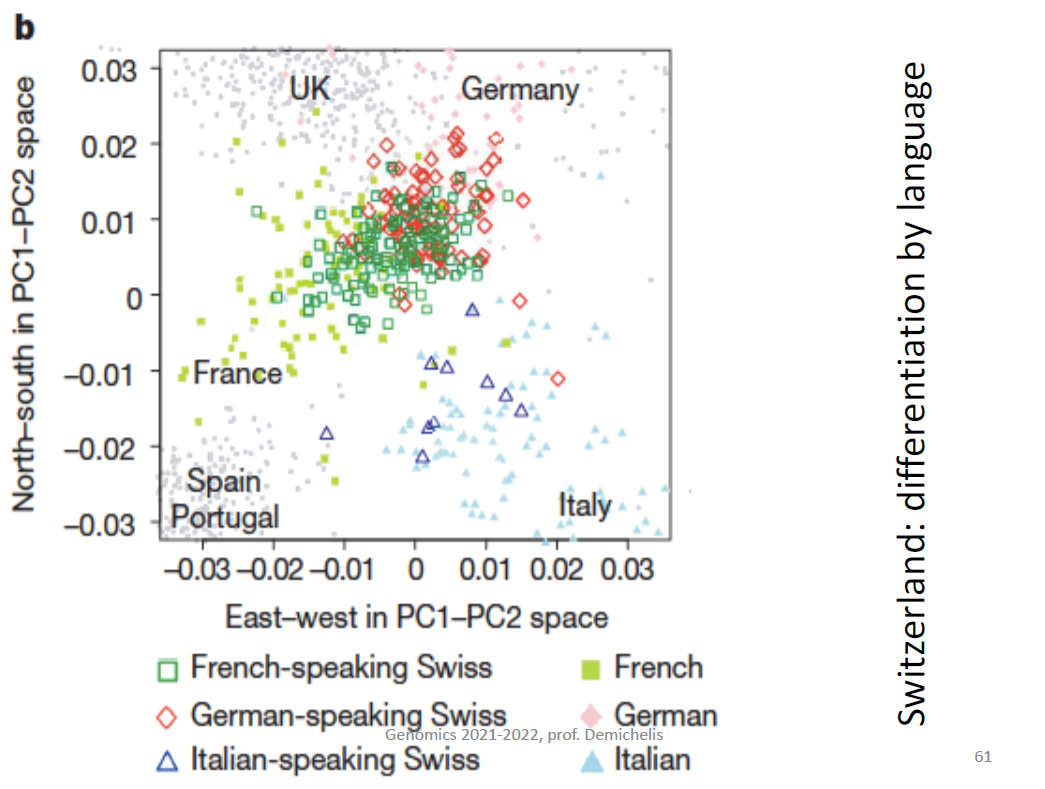 b
North–south in PC1–PC2 space
0.03
0.02
0.01
0
–0.01
–0.02
–0.03
UK
Germany
France
Spain
Portugal
Italy
–0.03 –0.02 –0.01 0 0.01 0.02 0.03
East–west in PC1–PC2 space
French-speaking Swiss
French
German-speaking Swiss
German
Genomics 2021-2022, prof. Demichelis
Italian-speaking Swiss
Italian
Switzerland: differentiation by language
61